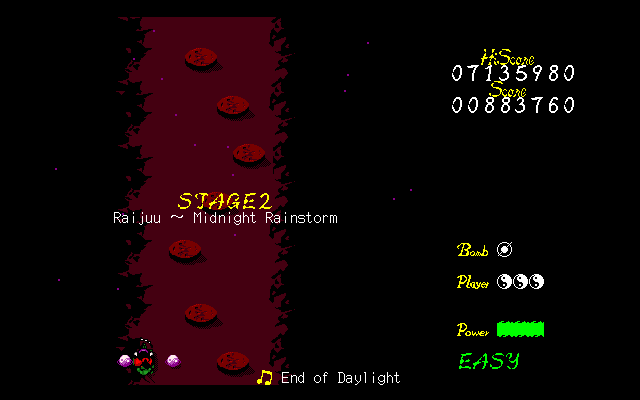 HiScore
07135980
Score
00883760
STAGE2
Raijuu ～ Midnight Rainstorm
Bomb
Player
Power
EASY
♫ End of Daylight